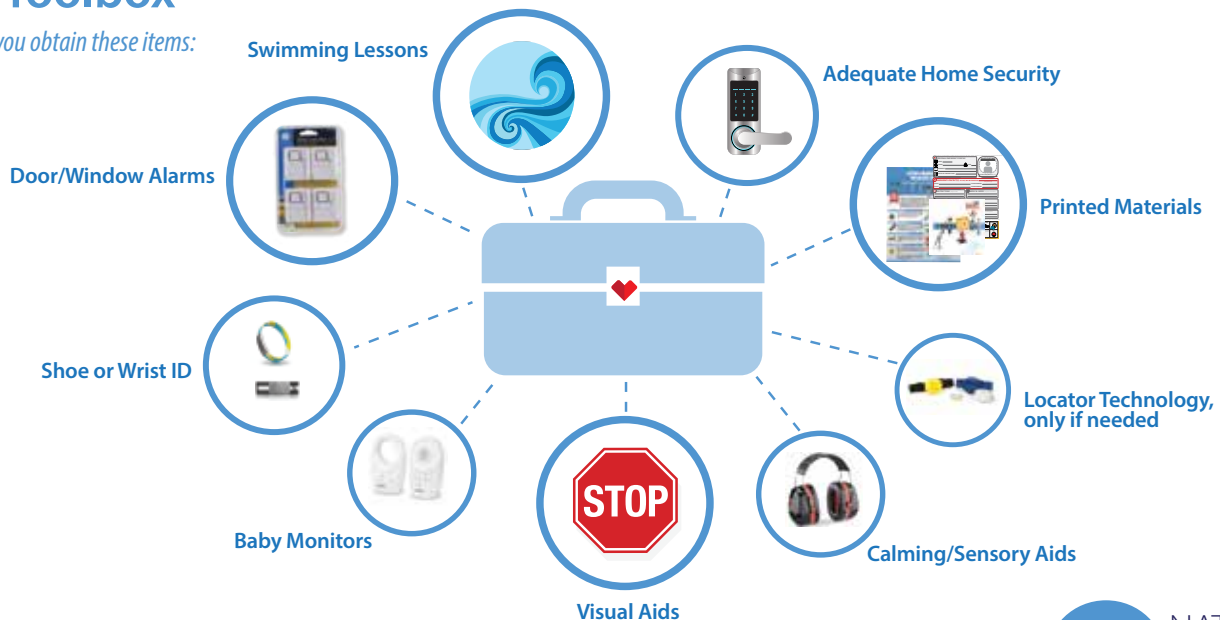 Toolbox
you obtain these items:
Swimming Lessons
Adequate Home Security
Door/Window Alarms
Printed Materials
Shoe or Wrist ID
Locator Technology,
only if needed
Baby Monitors
STOP
Calming/Sensory Aids
Visual Aids